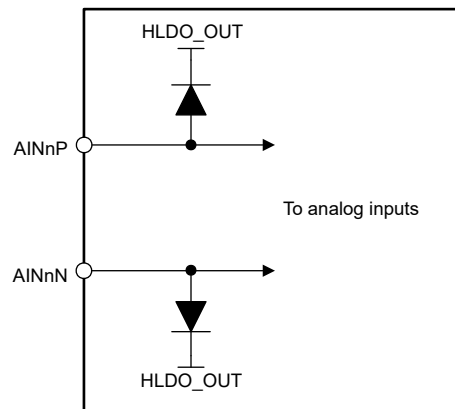 HLDO_OUT
AINnP
To analog inputs
AINnN
HLDO_OUT